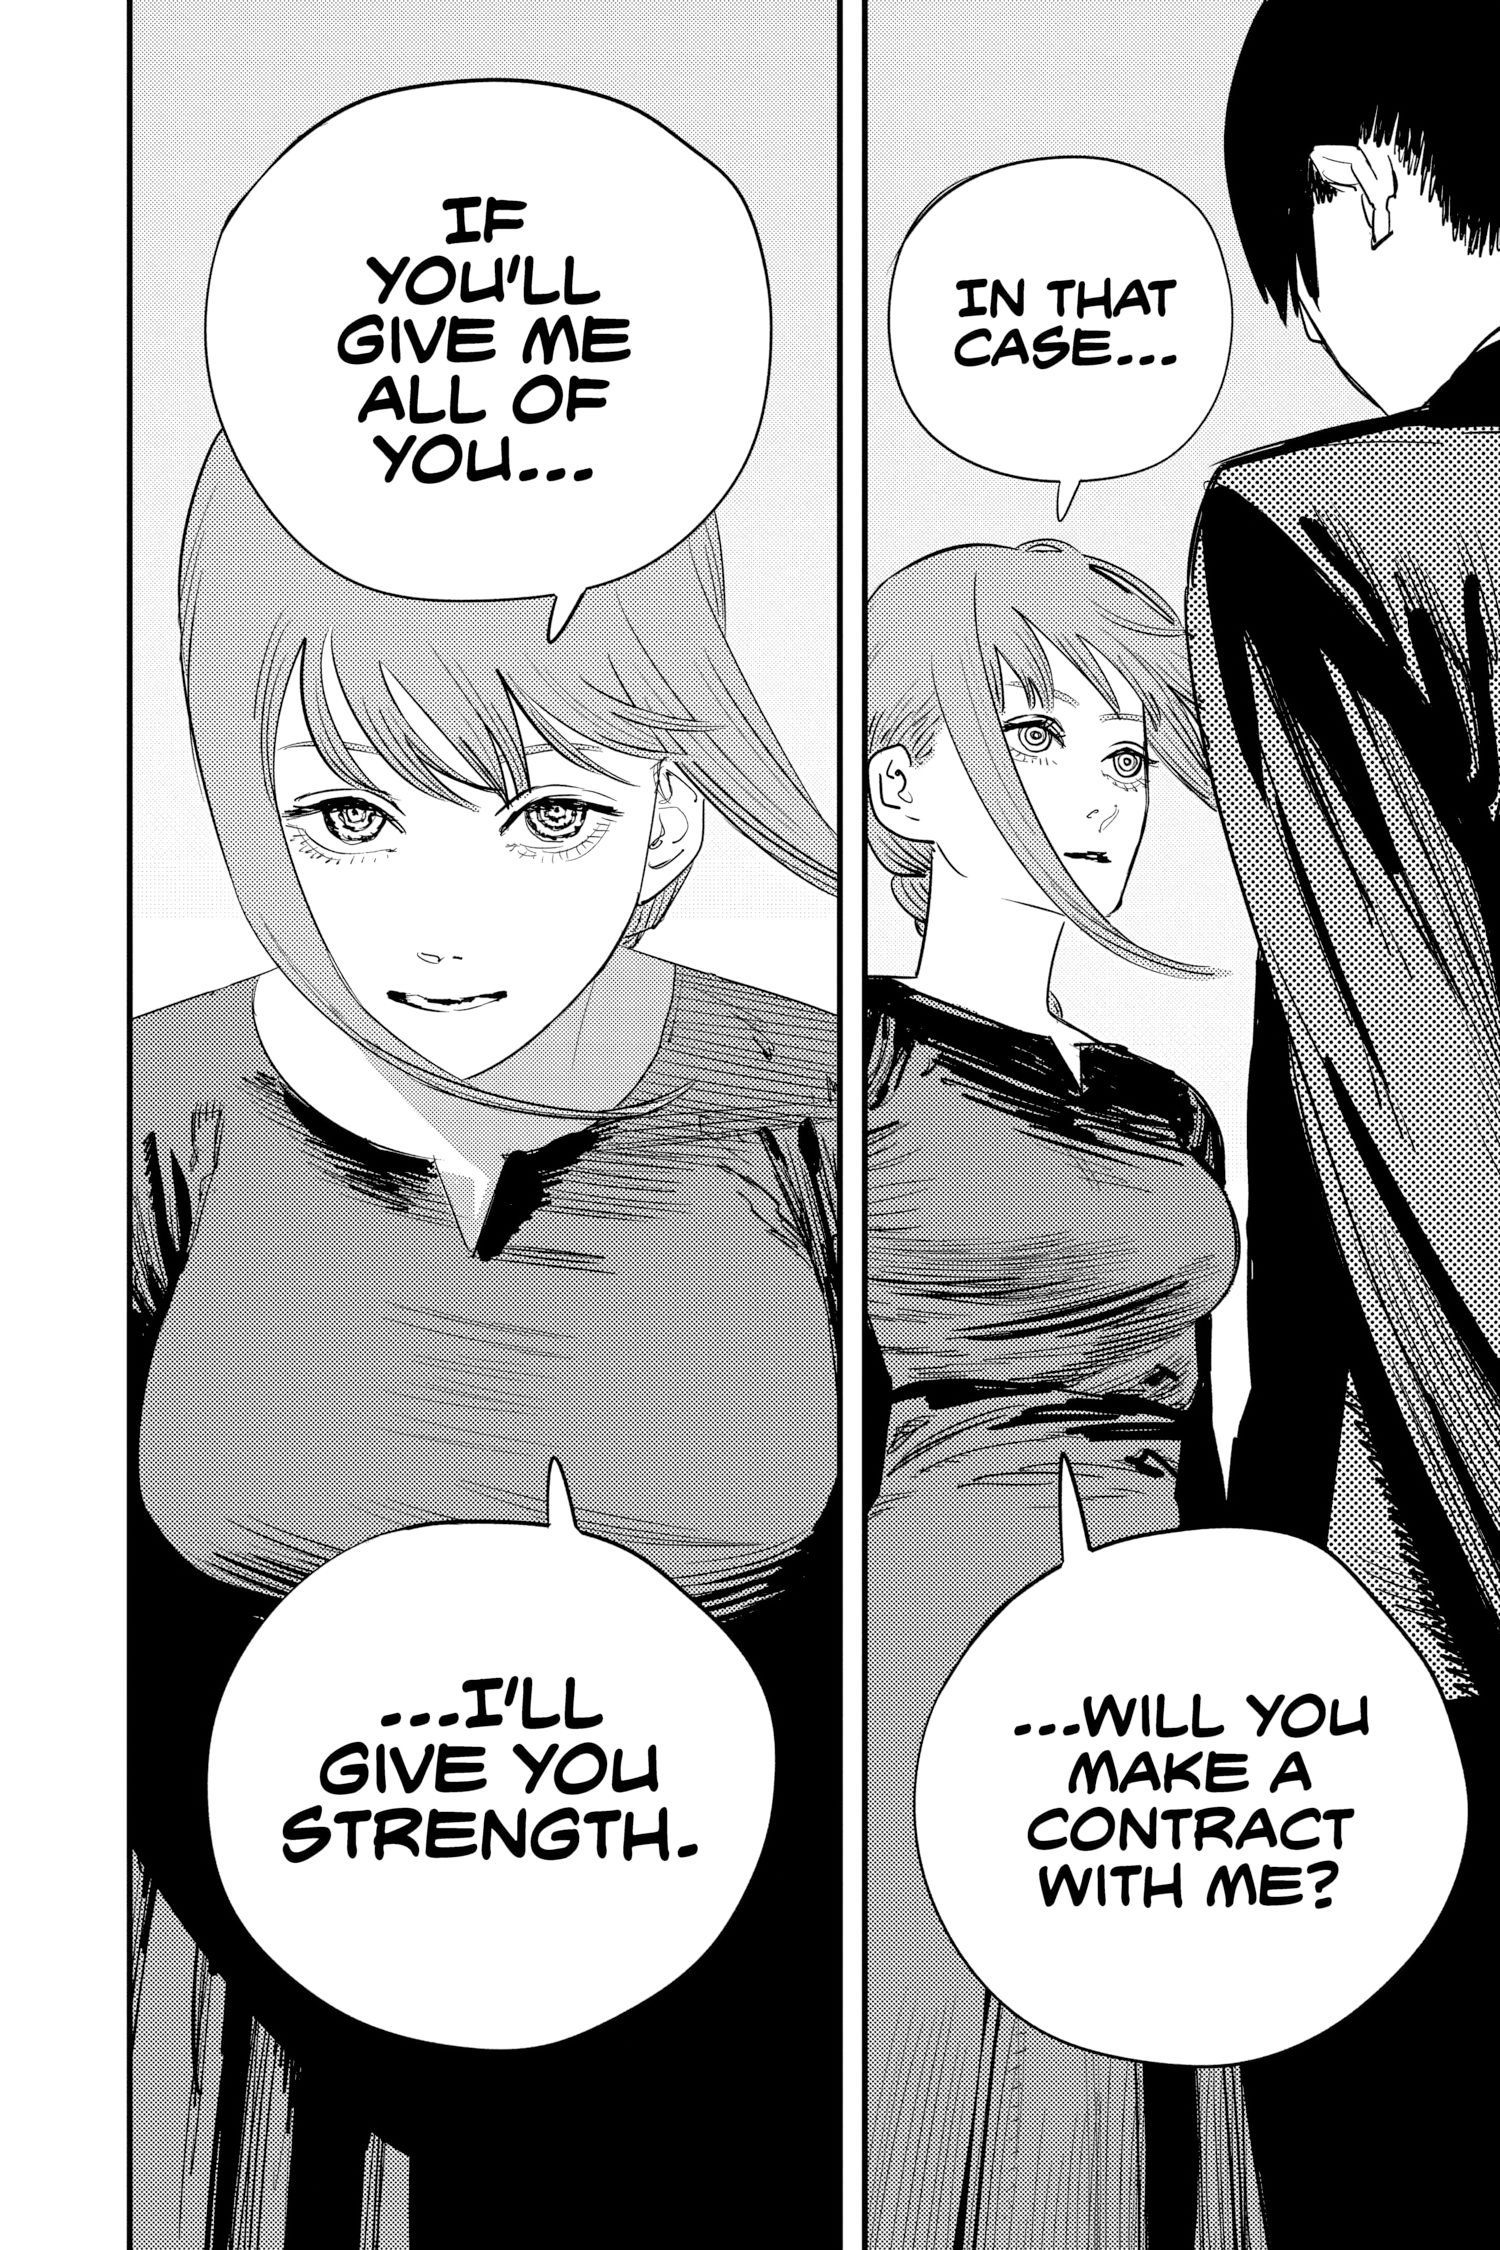 IN THAT
CASE...
...WILL YOU
MAKE A
CONTRACT
WITH ME?
IF
YOU'LL
GIVE ME
ALL OF
YOU...
...I'LL
GIVE YOU
STRENGTH.